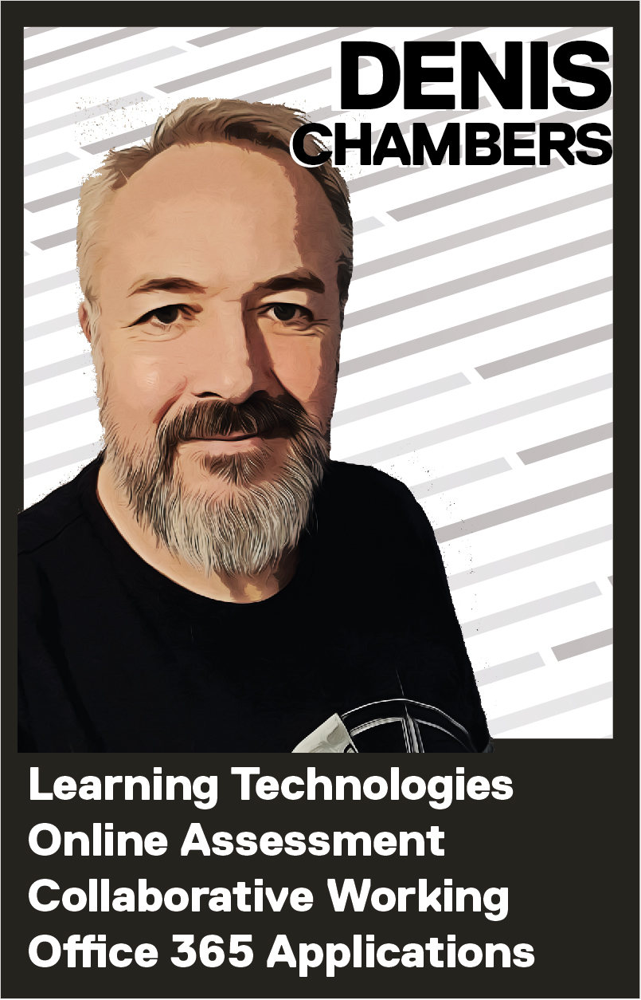 DENIS
CHAMBERS
Learning Technologies
Online Assessment
Collaborative Working
Office 365 Applications